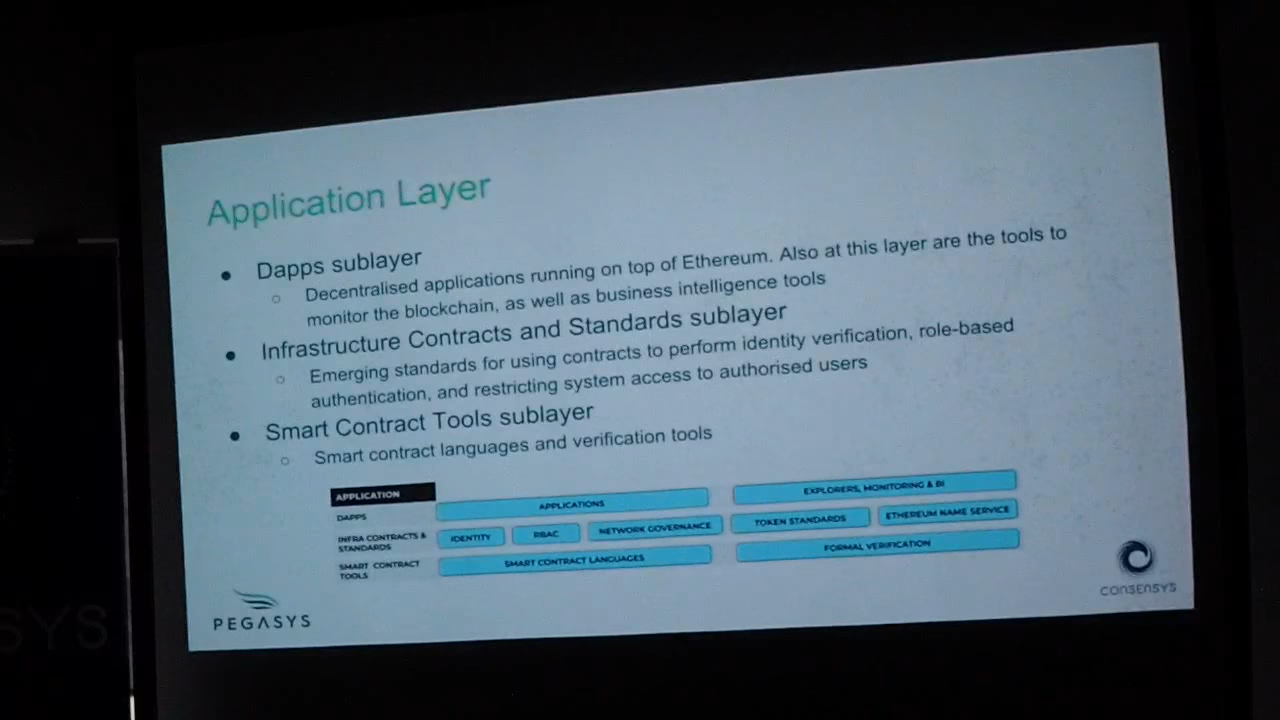 Application Layer
Dapps sublayer
Decentralised applications running on top of Ethereum. Also at this layer are the tools to
monitor the blockchain, as well as business intelligence tools
Infrastructure Contracts and Standards sublayer
Emerging standards for using contracts to perform identity verification, role-based
authentication, and restricting system access to authorised users
Smart Contract Tools sublayer
Smart contract languages and verification tools
APPLICATION
DAPPS
APPLICATIONS
EXPLORERS, MONITORING & BI
INFRA CONTRACTS &
STANDARDS
IDENTITY
RBAC
NETWORK GOVERNANCE
TOKEN STANDARDS
ETHEREUM NAME SERVICE
SMART CONTRACT
TOOLS
SMART CONTRACT LANGUAGES
FORMAL VERIFICATION
PEGASYS
CONSENSYS
SYS